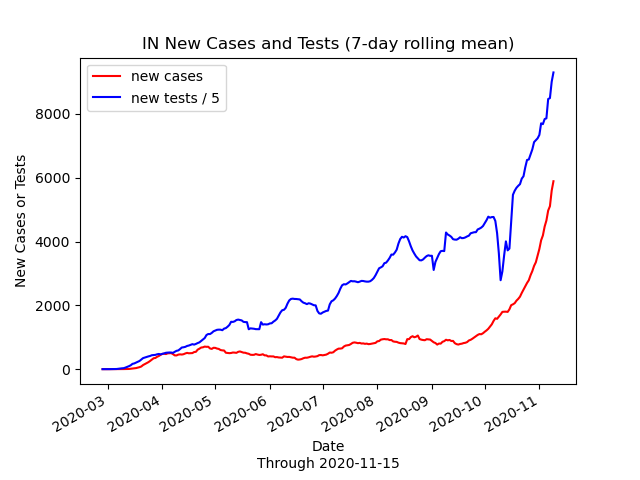 IN New Cases and Tests (7-day rolling mean)
new cases
new tests / 5
New Cases or Tests
8000
6000
4000
2000
0
2020-03
2020-04
2020-05
2020-06
2020-07
2020-08
2020-09
2020-10
2020-11
Date
Through 2020-11-15